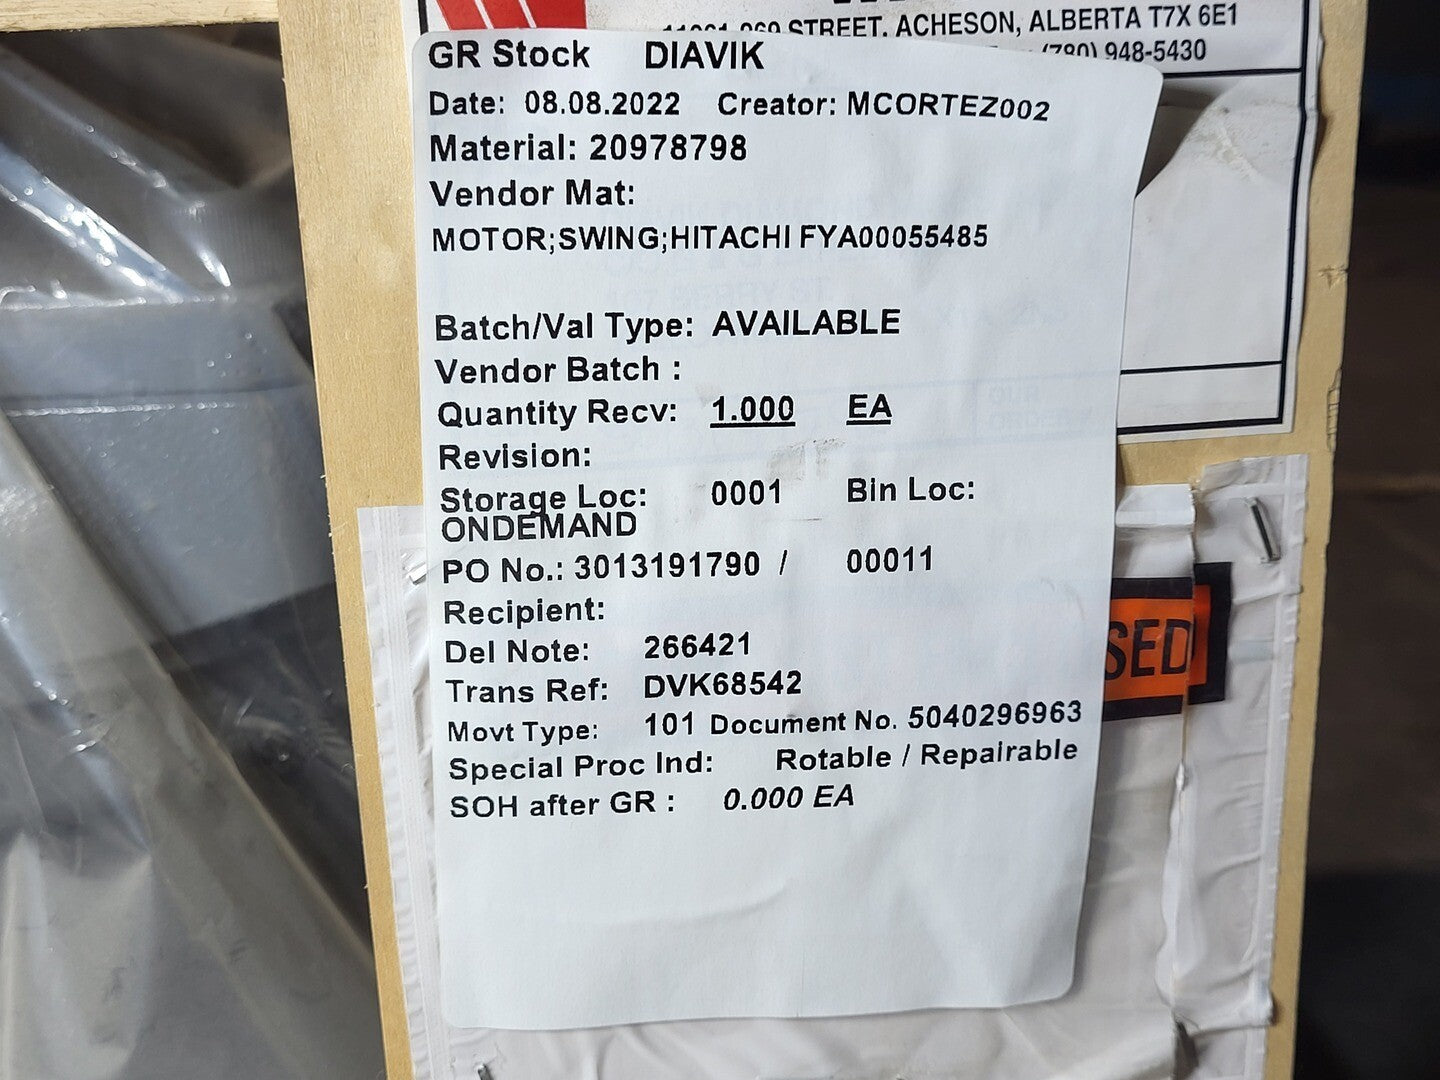 STREET, ACHESON, ALBERTA T7X 6E1
(780) 948-5430
GR Stock DIAVIK
Date: 08.08.2022 Creator: MCORTEZ002
Material: 20978798
Vendor Mat:
MOTOR;SWING;HITACHI FYA00055485
Batch/Val Type: AVAILABLE
Vendor Batch :
Quantity Recv: 1.000 EA
Revision:
Storage Loc: 0001 Bin Loc:
ONDEMAND
PO No.: 3013191790 / 00011
Recipient:
Del Note: 266421
Trans Ref: DVK68542
Movt Type: 101 Document No. 5040296963
Special Proc Ind: Rotable / Repairable
SOH after GR : 0.000 EA
SED